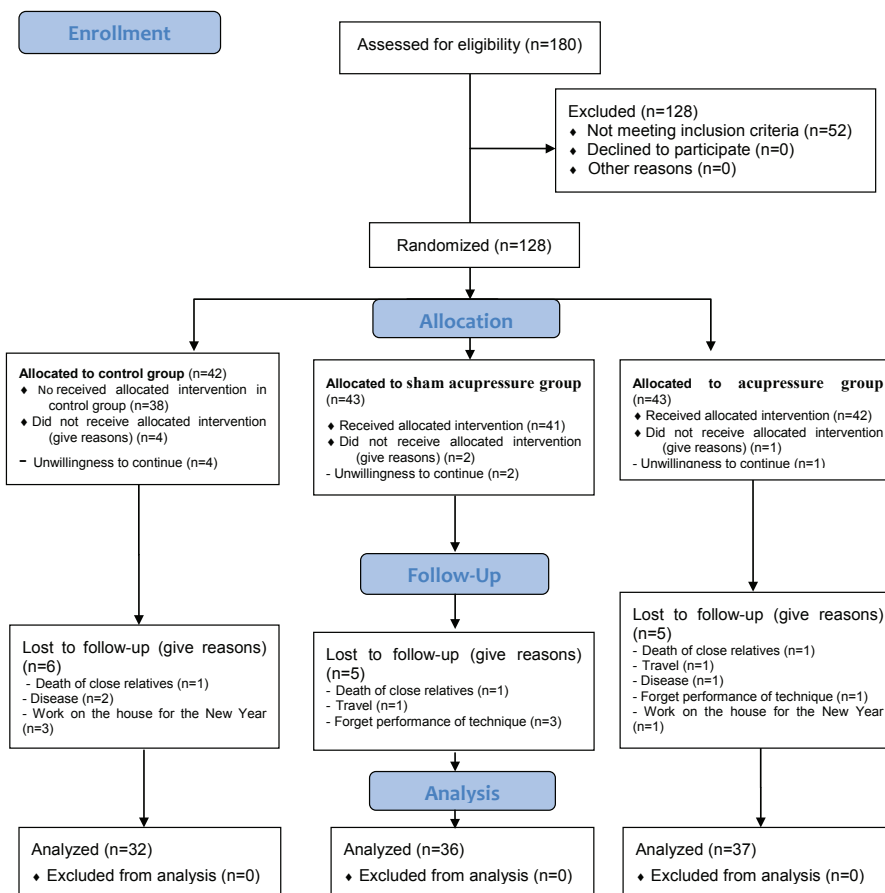 Enrollment
Assessed for eligibility (n=180)
Excluded (n=128)
♦ Not meeting inclusion criteria (n=52)
♦ Declined to participate (n=0)
♦ Other reasons (n=0)
Randomized (n=128)
Allocation
Allocated to control group (n=42)
♦ No received allocated intervention in
control group (n=38)
♦ Did not receive allocated intervention
(give reasons) (n=4)
- Unwillingness to continue (n=4)
Allocated to sham acupressure group
(n=43)
♦ Received allocated intervention (n=41)
♦ Did not receive allocated intervention
(give reasons) (n=2)
- Unwillingness to continue (n=2)
Allocated to acupressure group
(n=43)
♦ Received allocated intervention (n=42)
♦ Did not receive allocated intervention
(give reasons) (n=1)
- Unwillingness to continue (n=1)
Follow-Up
Lost to follow-up (give reasons)
(n=6)
- Death of close relatives (n=1)
- Disease (n=2)
- Work on the house for the New Year
(n=3)
Lost to follow-up (give reasons)
(n=5)
- Death of close relatives (n=1)
- Travel (n=1)
- Forget performance of technique (n=3)
Lost to follow-up (give reasons)
(n=5)
- Death of close relatives (n=1)
- Travel (n=1)
- Disease (n=1)
- Forget performance of technique (n=1)
- Work on the house for the New Year
(n=1)
Analysis
Analyzed (n=32)
♦ Excluded from analysis (n=0)
Analyzed (n=36)
♦ Excluded from analysis (n=0)
Analyzed (n=37)
♦ Excluded from analysis (n=0)